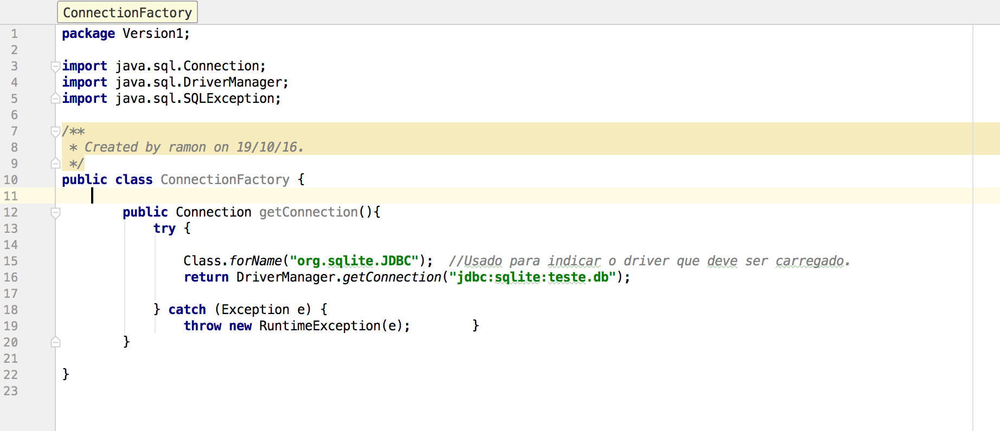 ConnectionFactory
1 package Version1;
2
3 import java.sql.Connection;
4 import java.sql.DriverManager;
5 import java.sql.SQLException;
6
7 /**
8 * Created by ramon on 19/10/16.
9 */
10 public class ConnectionFactory {
11
12 public Connection getConnection(){
13 try {
14
15 Class.forName("org.sqlite.JDBC"); //Usado para indicar o driver que deve ser carregado.
16 return DriverManager.getConnection("jdbc:sqlite:teste.db");
17
18 } catch (Exception e) {
19 throw new RuntimeException(e); }
20 }
21
22 }
23